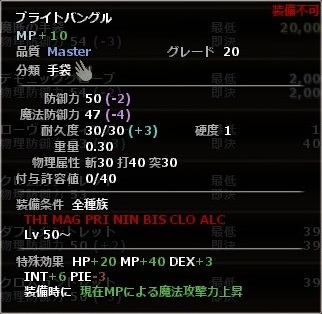 ブライトバングル
装備不可
MP+10
品質 Master グレード 20
分類 手袋
防御力 50 (-2)
魔法防御力 47 (-4)
耐久度 30/30 (+3) 硬度 1
重量 0.30
物理属性 斬30 打40 突30
付与許容値 0/40
装備条件 全種族
THI MAG PRI NIN BIS CLO ALC
Lv 50～
特殊効果 HP+20 MP+40 DEX+3
INT+6 PIE-3
装備時に 現在MPによる魔法攻撃力上昇